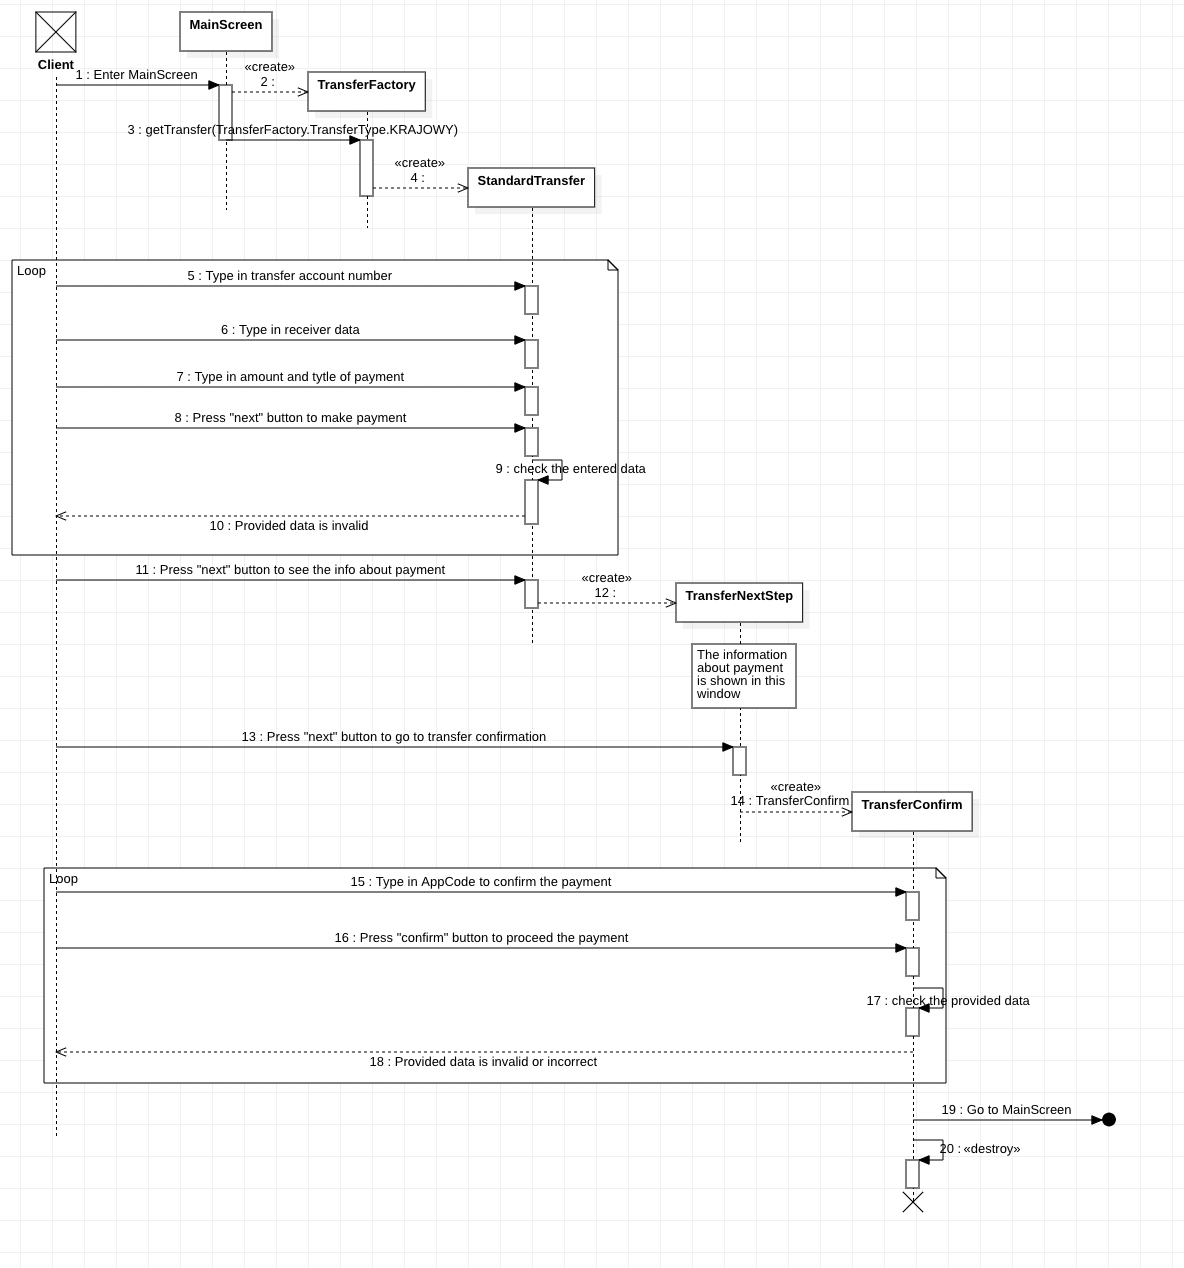 MainScreen
Client
1 : Enter MainScreen
«create»
2 :
TransferFactory
3 : getTransfer(TransferFactory.TransferType.KRAJOWY)
«create»
4 :
StandardTransfer
Loop
5 : Type in transfer account number
6 : Type in receiver data
7 : Type in amount and tytle of payment
8 : Press "next" button to make payment
9 : check the entered data
10 : Provided data is invalid
11 : Press "next" button to see the info about payment
«create»
12 :
TransferNextStep
The information
about payment
is shown in this
window
13 : Press "next" button to go to transfer confirmation
«create»
14 : TransferConfirm
TransferConfirm
Loop
15 : Type in AppCode to confirm the payment
16 : Press "confirm" button to proceed the payment
17 : check the provided data
18 : Provided data is invalid or incorrect
19 : Go to MainScreen
20 : «destroy»